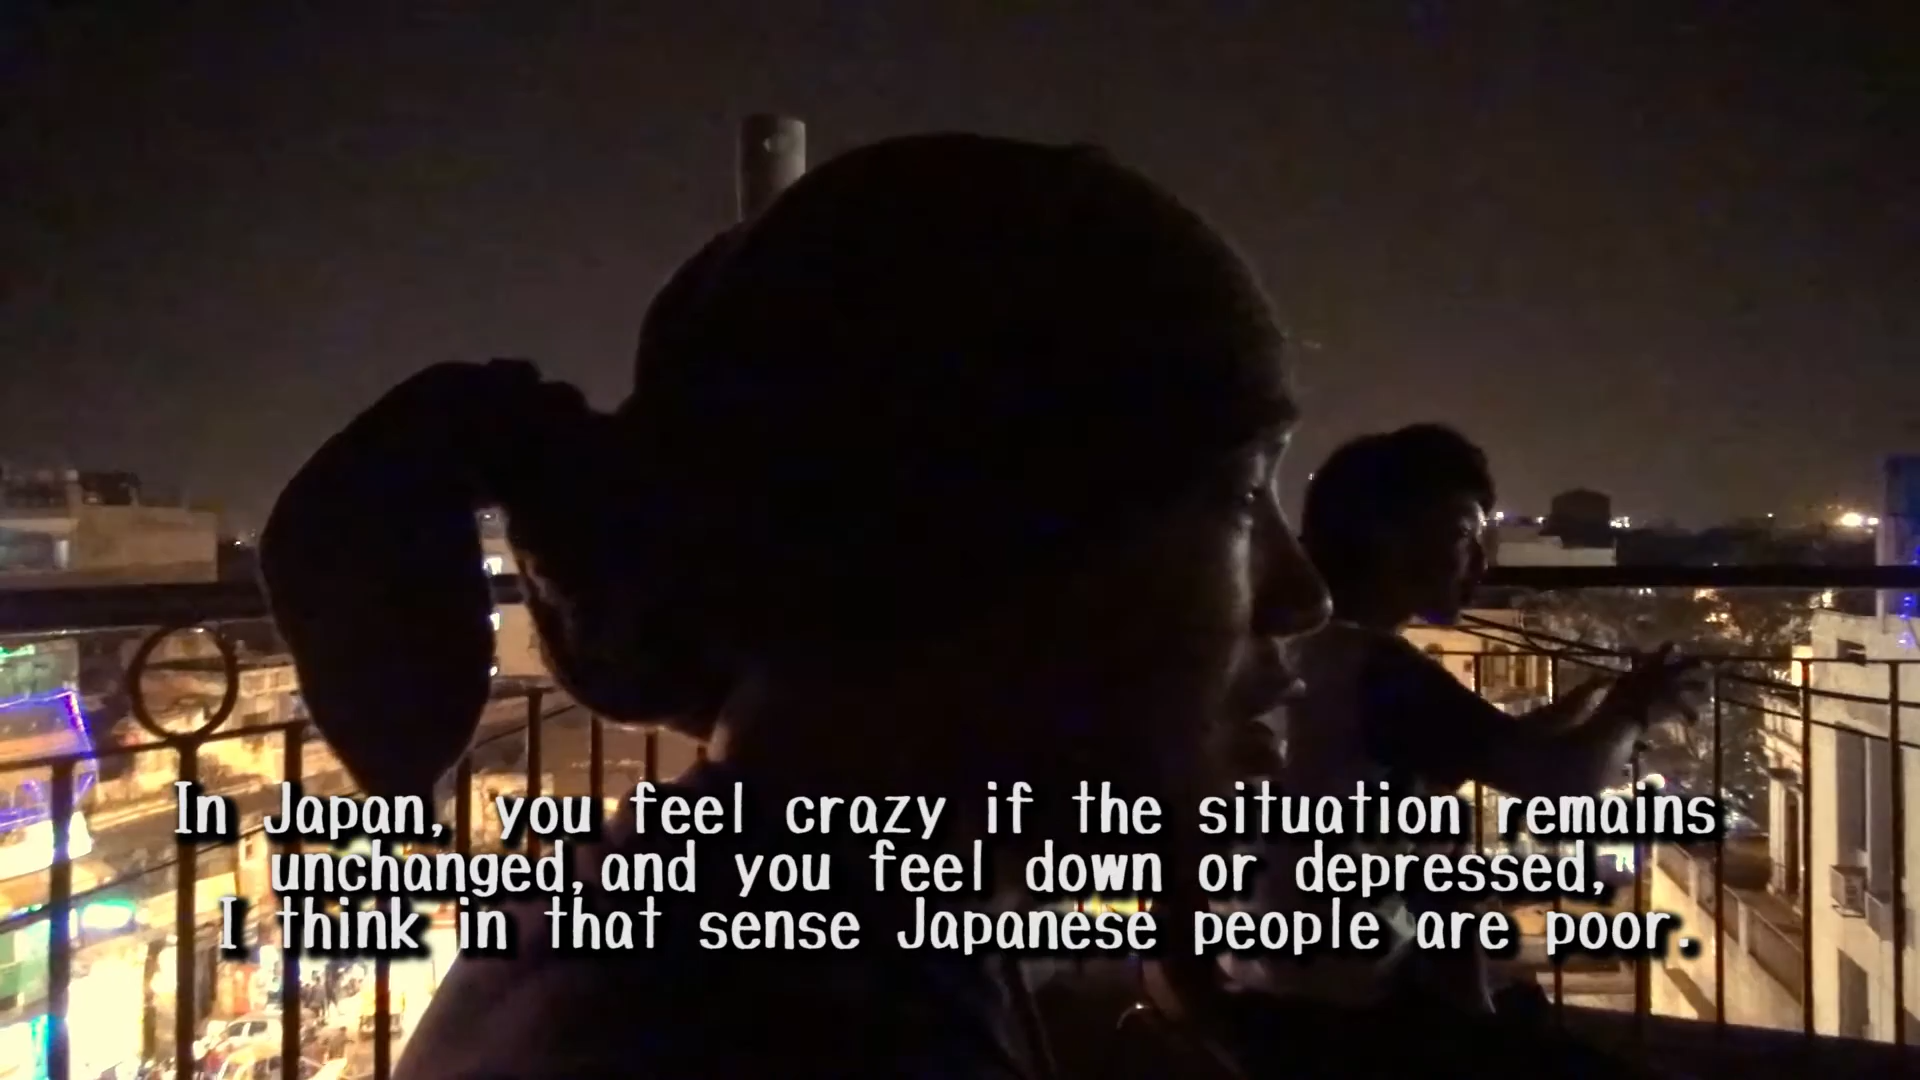 In Japan, you feel crazy if the situation remains
unchanged,and you feel down or depressed,
I think in that sense Japanese people are poor.